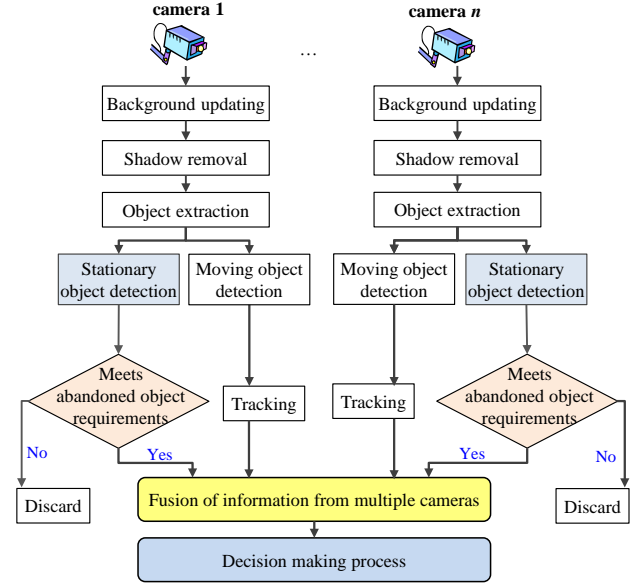 camera 1
camera n
...
Background updating
Background updating
Shadow removal
Shadow removal
Object extraction
Object extraction
Stationary
object detection
Moving object
detection
Moving object
detection
Stationary
object detection
Meets
abandoned object
requirements
Tracking
Tracking
Meets
abandoned object
requirements
No
Yes
Yes
No
Discard
Fusion of information from multiple cameras
Discard
Decision making process